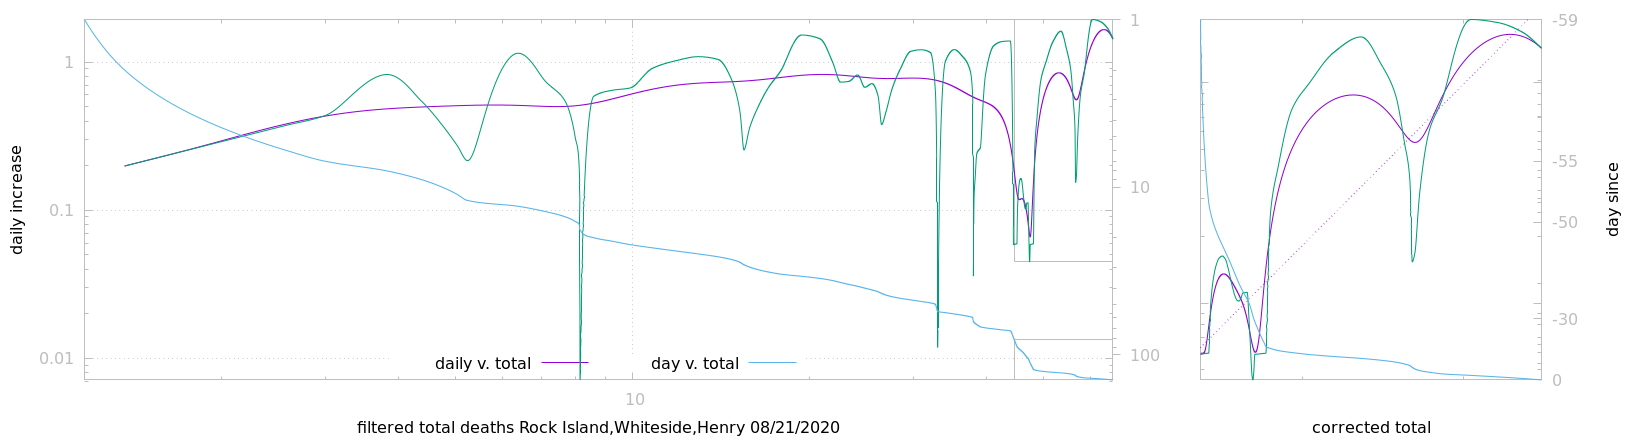 1
-59
1
daily increase
-55
10
day since
0.1
-50
-30
0.01
daily v. total
day v. total
100
0
10
filtered total deaths Rock Island,Whiteside,Henry 08/21/2020
corrected total